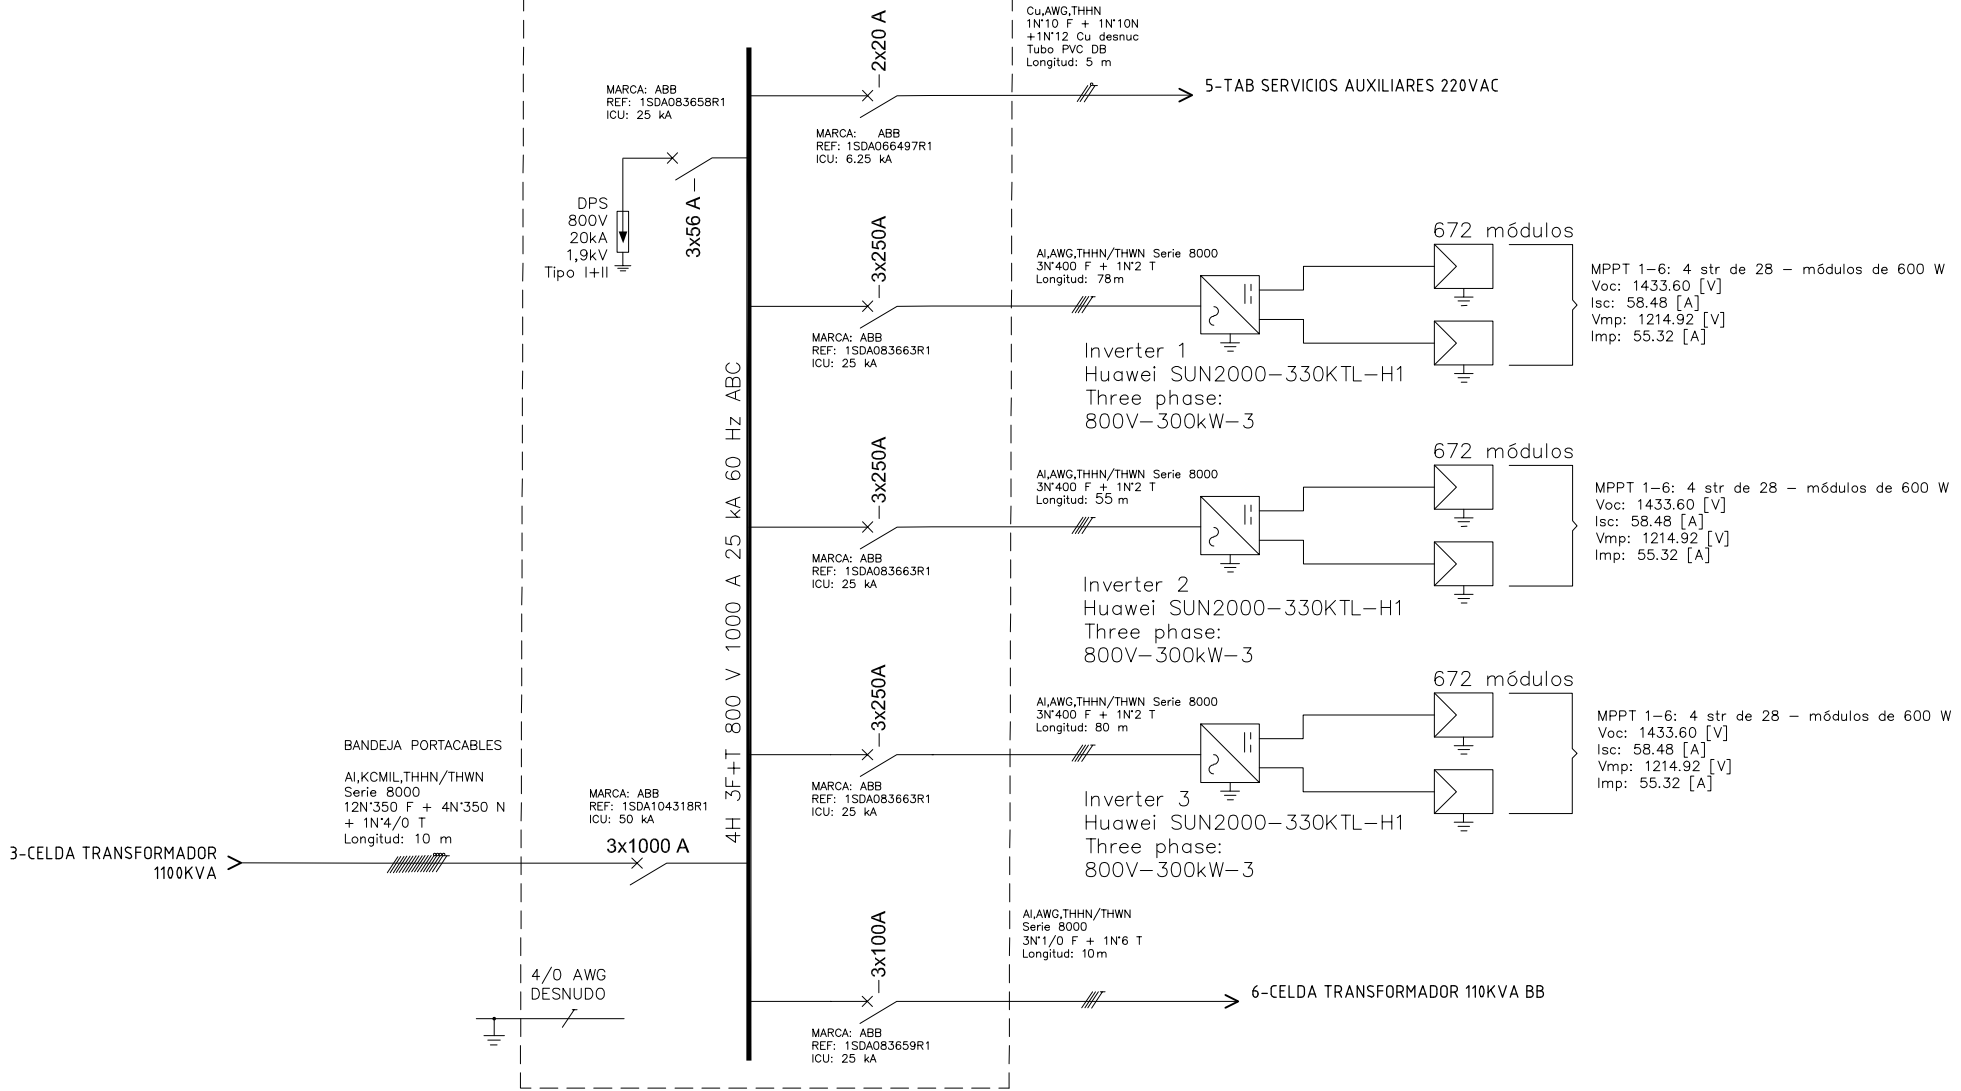 Cu,AWG,THHN
1N°10 F + 1N°10N
+1N°12 Cu desnuc
Tubo PVC DB
Longitud: 5 m
2x20 A
5-TAB SERVICIOS AUXILIARES 220VAC
MARCA: ABB
REF: 1SDA066497R1
ICU: 6.25 kA
MARCA: ABB
REF: 1SDA083658R1
ICU: 25 kA
3x56 A
DPS
800V
20kA
1,9kV
Tipo I+II
3x250A
MARCA: ABB
REF: 1SDA083663R1
ICU: 25 kA
Al,AWG,THHN/THWN Serie 8000
3N°400 F + 1N°2 T
Longitud: 78m
Inverter 1
Huawei SUN2000-330KTL-H1
Three phase:
800V-300kW-3
672 módulos
MPPT 1-6: 4 str de 28 - módulos de 600 W
Voc: 1433.60 [V]
Isc: 58.48 [A]
Vmp: 1214.92 [V]
Imp: 55.32 [A]
4H 3F+T 800 V 1000 A 25 kA 60 Hz ABC
3x250A
MARCA: ABB
REF: 1SDA083663R1
ICU: 25 kA
Al,AWG,THHN/THWN Serie 8000
3N°400 F + 1N°2 T
Longitud: 55 m
Inverter 2
Huawei SUN2000-330KTL-H1
Three phase:
800V-300kW-3
672 módulos
MPPT 1-6: 4 str de 28 - módulos de 600 W
Voc: 1433.60 [V]
Isc: 58.48 [A]
Vmp: 1214.92 [V]
Imp: 55.32 [A]
3x250A
MARCA: ABB
REF: 1SDA083663R1
ICU: 25 kA
Al,AWG,THHN/THWN Serie 8000
3N°400 F + 1N°2 T
Longitud: 80 m
Inverter 3
Huawei SUN2000-330KTL-H1
Three phase:
800V-300kW-3
672 módulos
MPPT 1-6: 4 str de 28 - módulos de 600 W
Voc: 1433.60 [V]
Isc: 58.48 [A]
Vmp: 1214.92 [V]
Imp: 55.32 [A]
BANDEJA PORTACABLES
Al,KCMIL,THHN/THWN
Serie 8000
12N°350 F + 4N°350 N
+ 1N°4/0 T
Longitud: 10 m
3-CELDA TRANSFORMADOR
1100KVA
MARCA: ABB
REF: 1SDA104318R1
ICU: 50 kA
3x1000 A
4/0 AWG
DESNUDO
3x100A
MARCA: ABB
REF: 1SDA083659R1
ICU: 25 kA
Al,AWG,THHN/THWN
Serie 8000
3N°1/0 F + 1N°6 T
Longitud: 10m
6-CELDA TRANSFORMADOR 110KVA BB